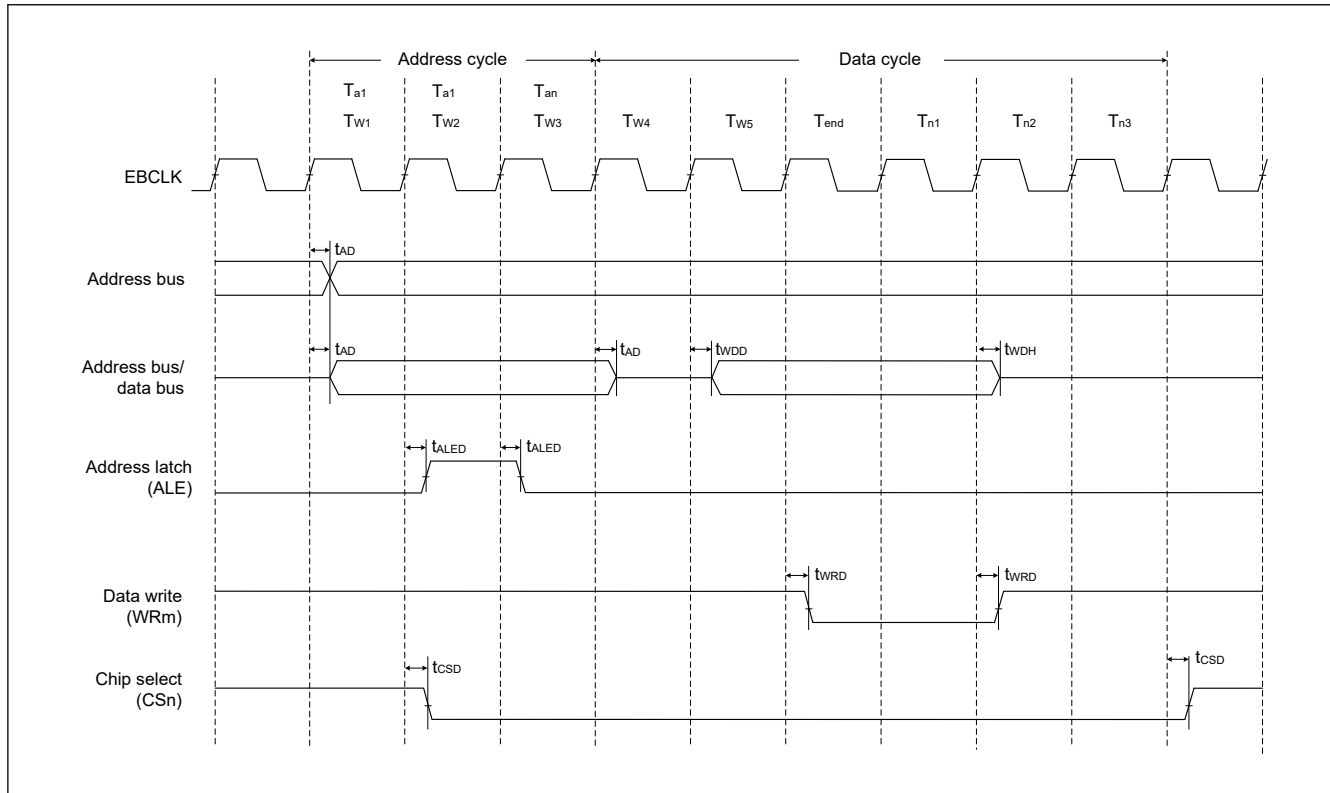 Address cycle Data cycle
Ta1 Ta1 Tan
TW1 TW2 TW3 TW4 TW5 Tend Tn1 Tn2 Tn3
EBCLK
tAD
Address bus
tAD tAD tWDD tWDH
Address bus/
data bus
tALED tALED
Address latch
(ALE)
tWRD tWRD
Data write
(WRm)
tCSD tCSD
Chip select
(CSn)